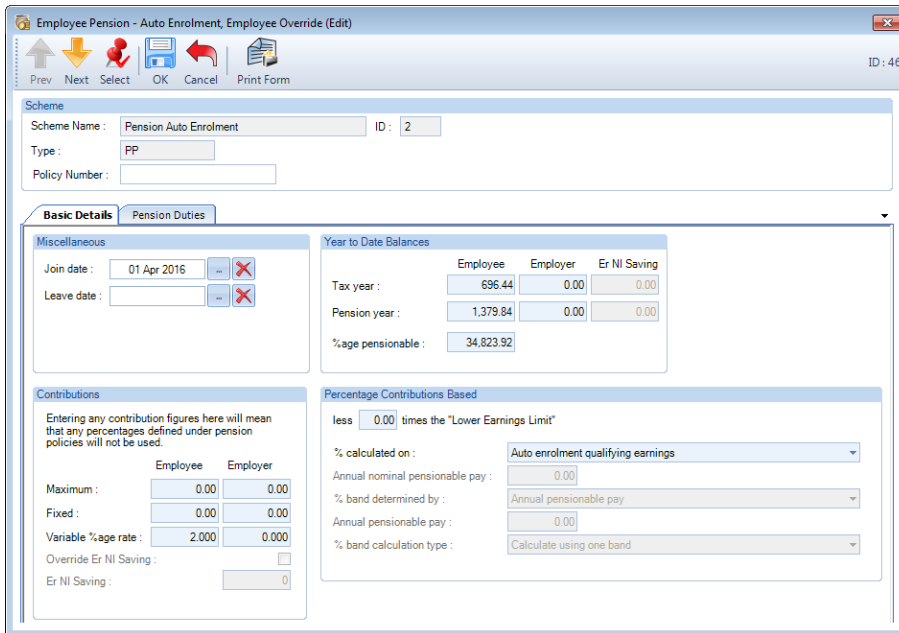 Employee Pension - Auto Enrolment, Employee Override (Edit)
Prev Next Select OK Cancel Print Form
ID : 46
Scheme
Scheme Name : Pension Auto Enrolment ID : 2
Type : PP
Policy Number :
Basic Details Pension Duties
Miscellaneous
Join date : 01 Apr 2016 ...
Leave date : ...
Year to Date Balances
Employee Employer Er NI Saving
Tax year : 696.44 0.00 0.00
Pension year : 1,379.84 0.00 0.00
%age pensionable : 34,823.92
Contributions
Entering any contribution figures here will mean
that any percentages defined under pension
policies will not be used.
Employee Employer
Maximum : 0.00 0.00
Fixed : 0.00 0.00
Variable %age rate : 2.000 0.000
Override Er NI Saving :
Er NI Saving : 0
Percentage Contributions Based
less 0.00 times the "Lower Earnings Limit"
% calculated on : Auto enrolment qualifying earnings
Annual nominal pensionable pay : 0.00
% band determined by : Annual pensionable pay
Annual pensionable pay : 0.00
% band calculation type : Calculate using one band